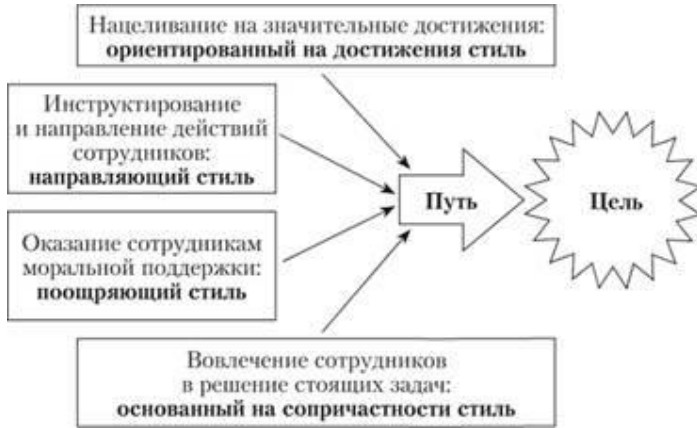 Нацеливание на значительные достижения:
ориентированный на достижения стиль
Инструктирование
и направление действий
сотрудников:
направляющий стиль
Путь
Цель
Оказание сотрудникам
моральной поддержки:
поощряющий стиль
Вовлечение сотрудников
в решение стоящих задач:
основанный на сопричастности стиль